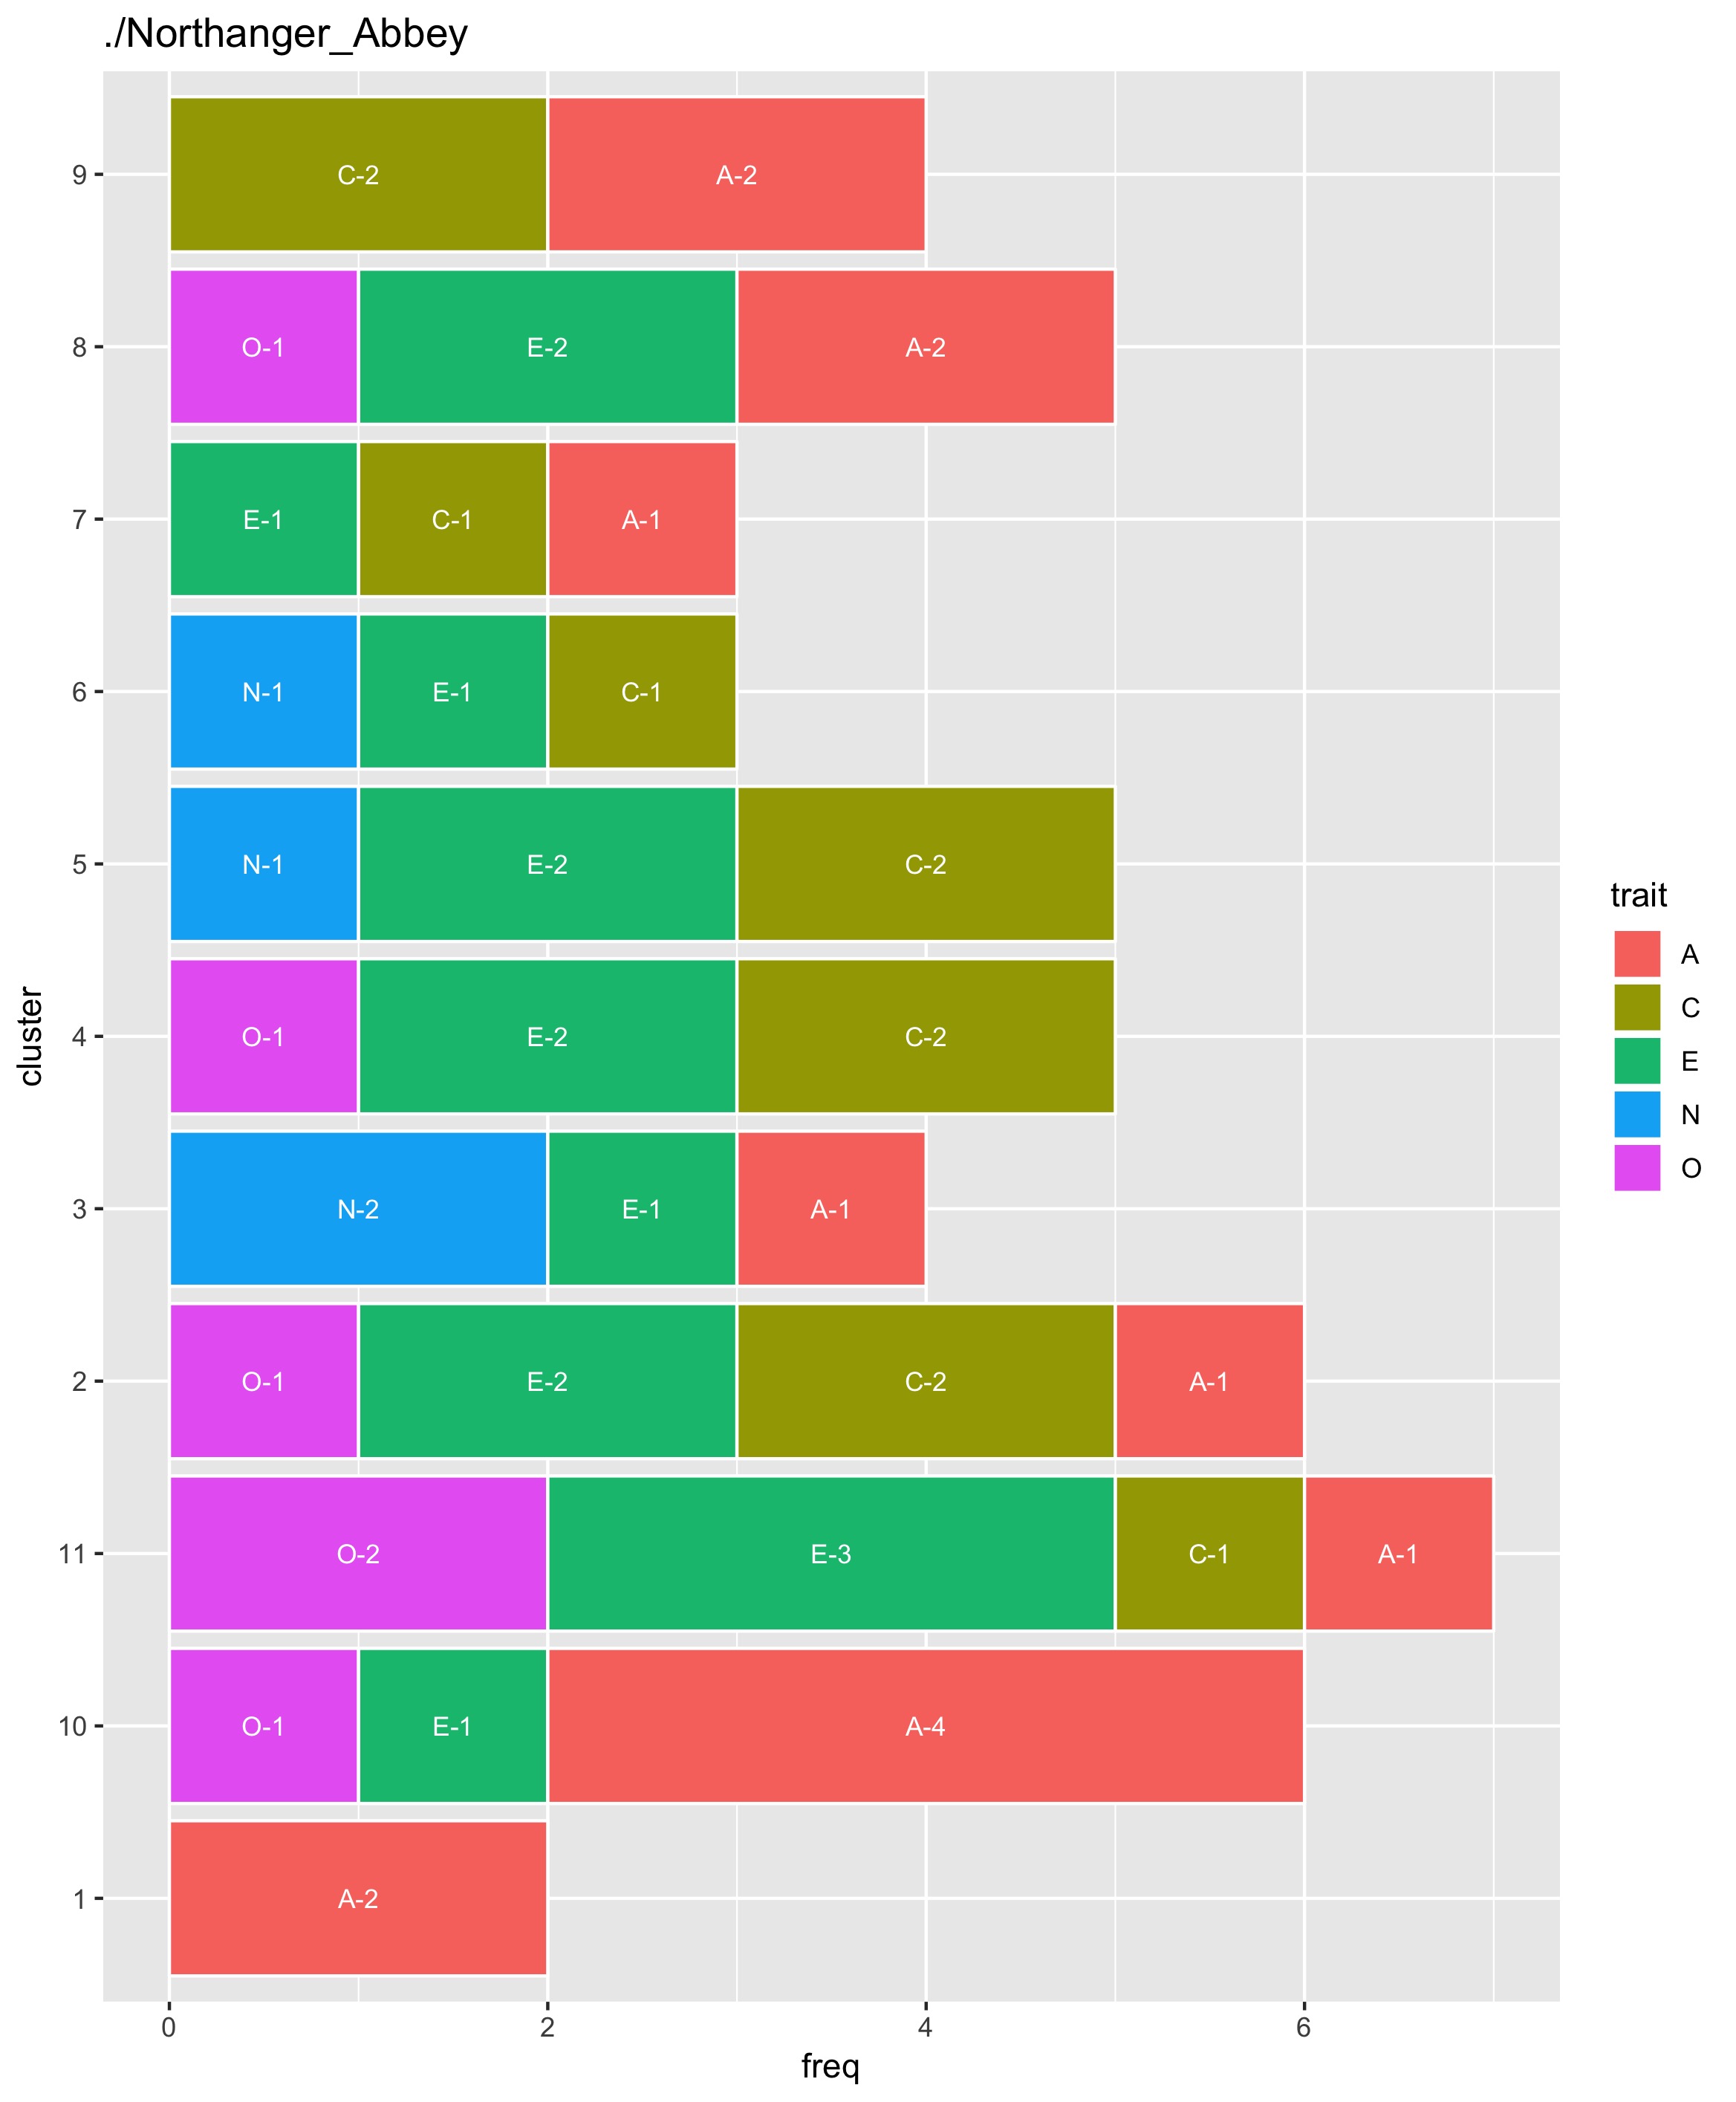 ./Northanger_Abbey
9
C-2 A-2
8
O-1 E-2 A-2
7
E-1 C-1 A-1
6
N-1 E-1 C-1
5
N-1 E-2 C-2
4
O-1 E-2 C-2
3
N-2 E-1 A-1
2
O-1 E-2 C-2 A-1
11
O-2 E-3 C-1 A-1
10
O-1 E-1 A-4
1
A-2
cluster
0 2 4 6
freq
trait
A
C
E
N
O